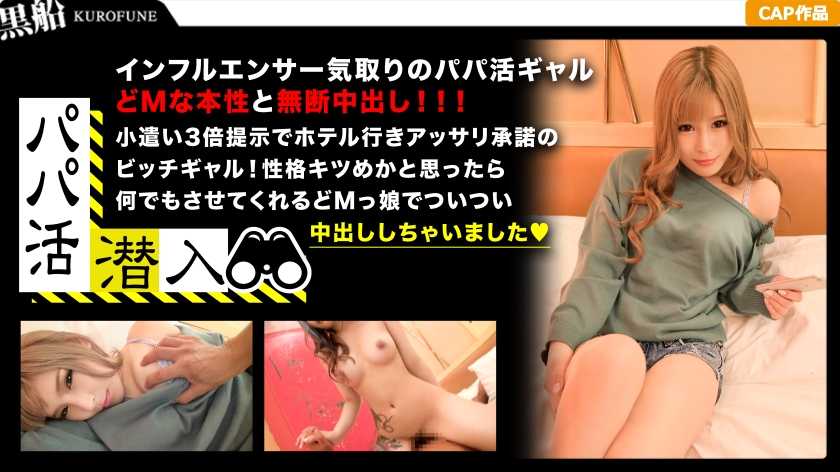 黒船 KUROFUNE
CAP作品
インフルエンサー気取りのパパ活ギャル
どMな本性と無断中出し！！！
小遣い3倍提示でホテル行きアッサリ承諾の
ビッチギャル！性格キツめかと思ったら
何でもさせてくれるどMっ娘でついつい
中出ししちゃいました♥
パパ活
潜入